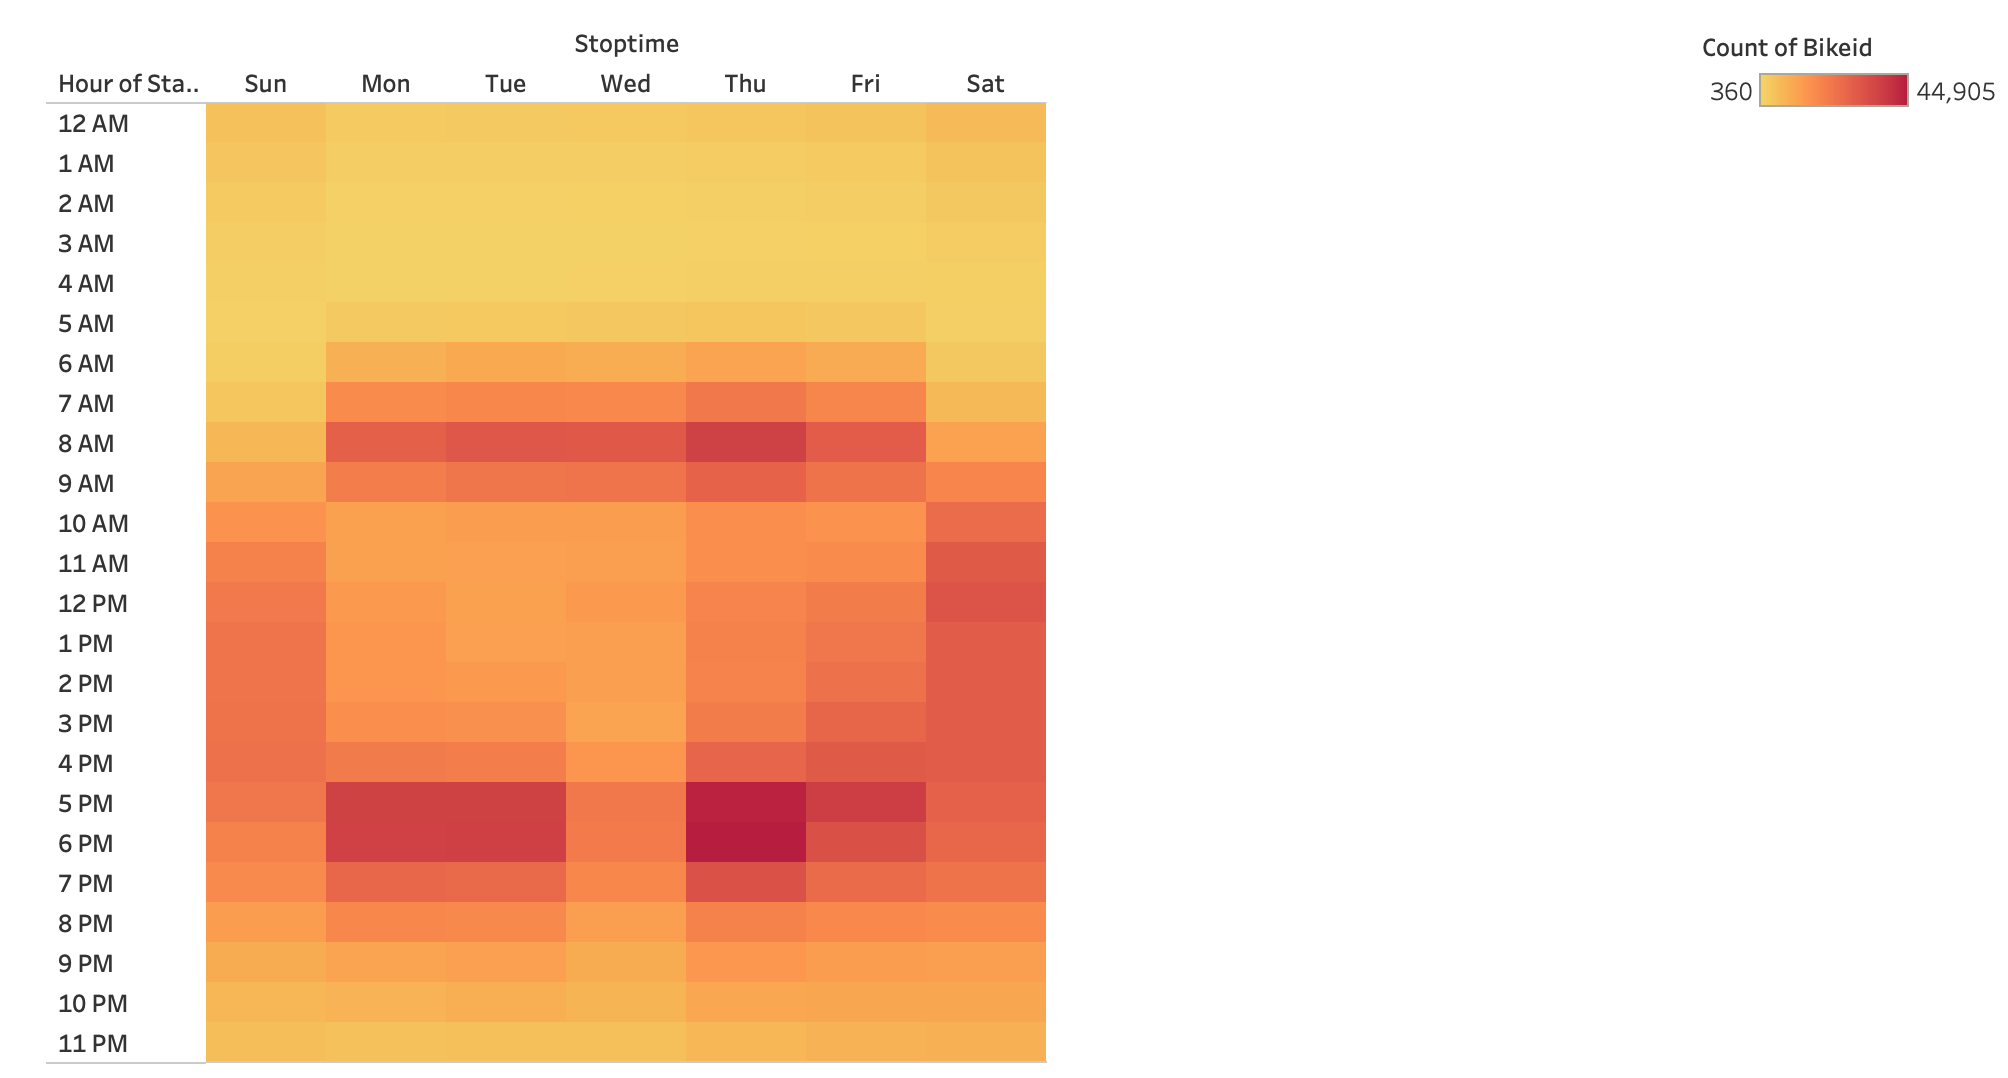 Stoptime
Count of Bikeid
Hour of Sta.. Sun Mon Tue Wed Thu Fri Sat
360 44,905
12 AM
1 AM
2 AM
3 AM
4 AM
5 AM
6 AM
7 AM
8 AM
9 AM
10 AM
11 AM
12 PM
1 PM
2 PM
3 PM
4 PM
5 PM
6 PM
7 PM
8 PM
9 PM
10 PM
11 PM